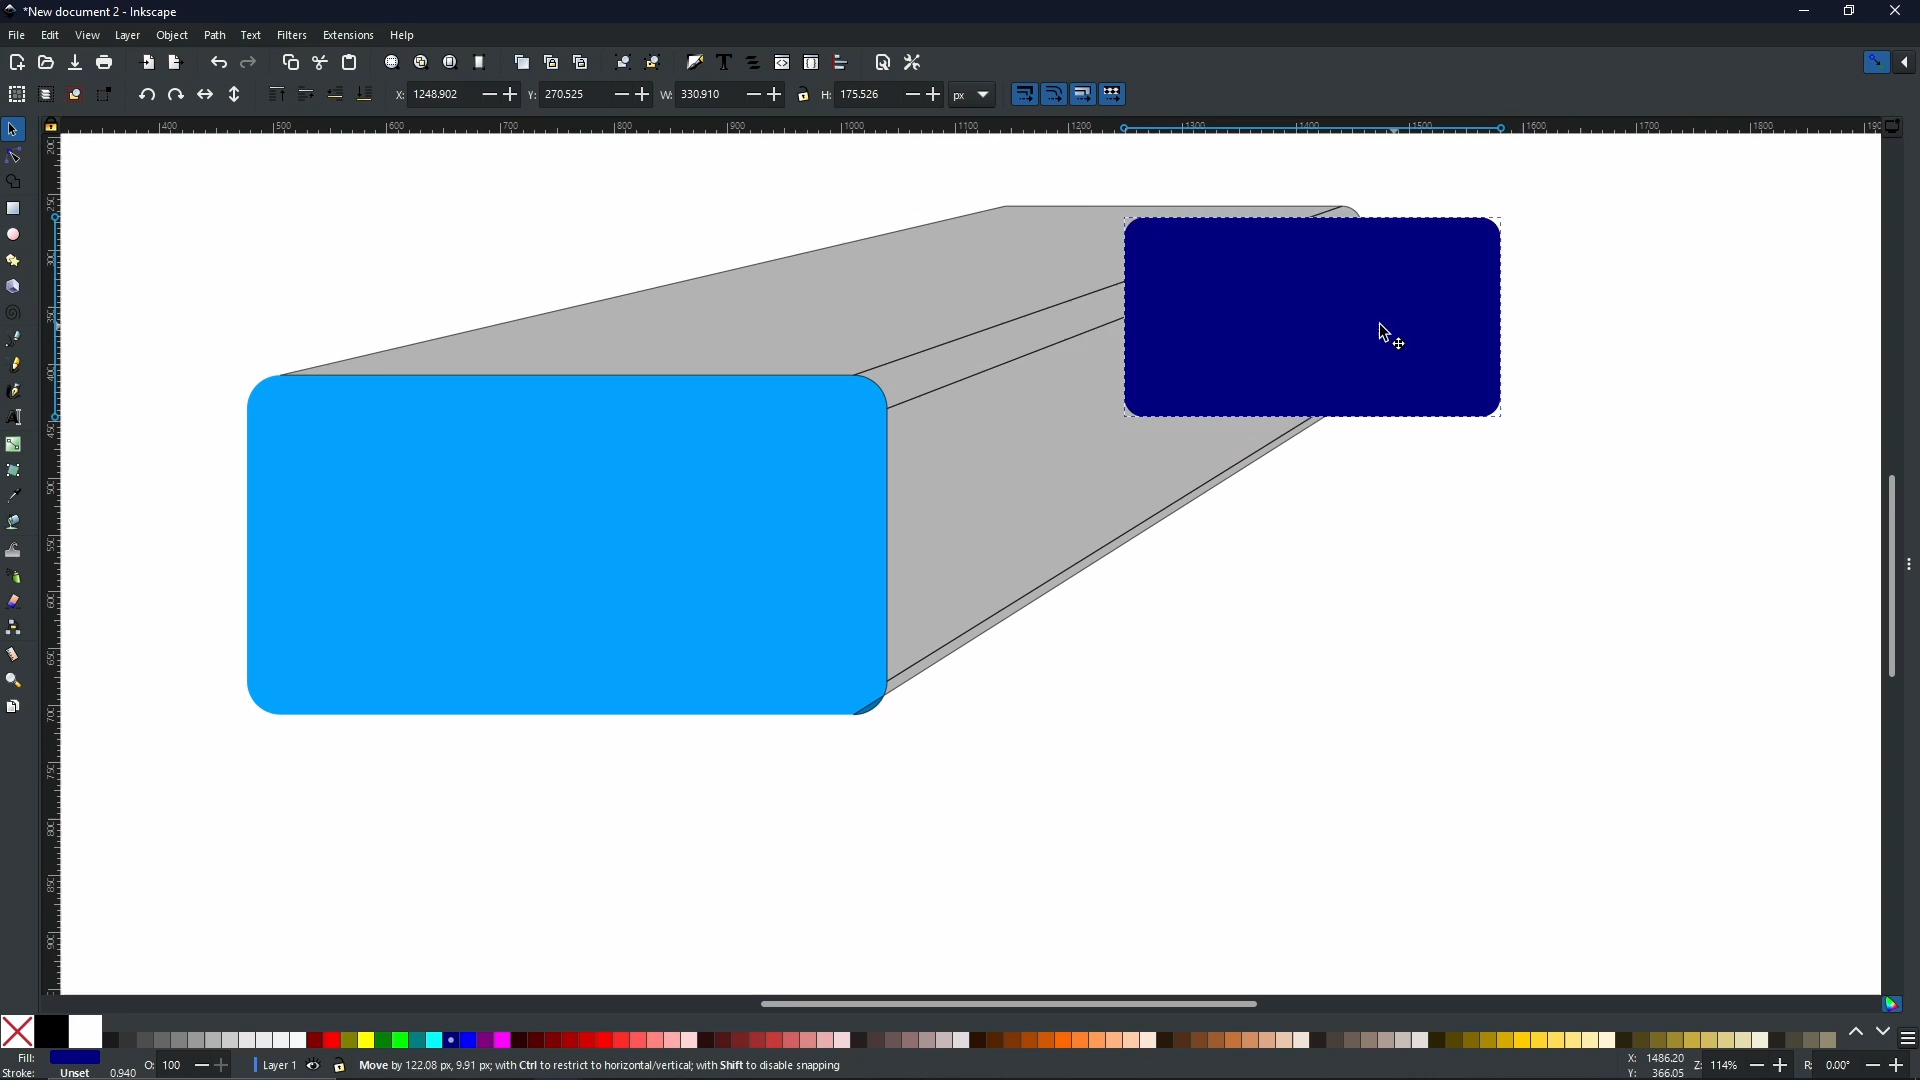 *New document 2 - Inkscape
File Edit View Layer Object Path Text Filters Extensions Help
X: 1248.902 Y: 270.525 W: 330.910 H: 175.526 px
400 500 600 700 800 900 1000 1100 1200 1300 1400 1500 1600 1700 1800
Fill: O: 100 Layer 1 Move by 122.08 px, 9.91 px; with Ctrl to restrict to horizontal/vertical; with Shift to disable snapping X: 1486.20 Z: 114% R: 0.00°
Stroke: Unset 0.940 Y: 366.05